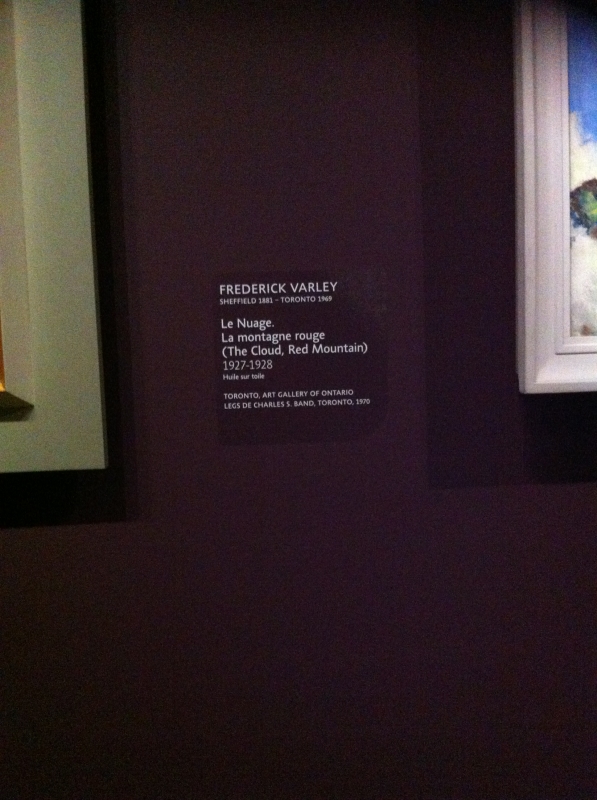 FREDERICK VARLEY
SHEFFIELD 1881 – TORONTO 1969
Le Nuage.
La montagne rouge
(The Cloud, Red Mountain)
1927-1928
Huile sur toile
TORONTO, ART GALLERY OF ONTARIO
LEGS DE CHARLES S. BAND, TORONTO, 1970